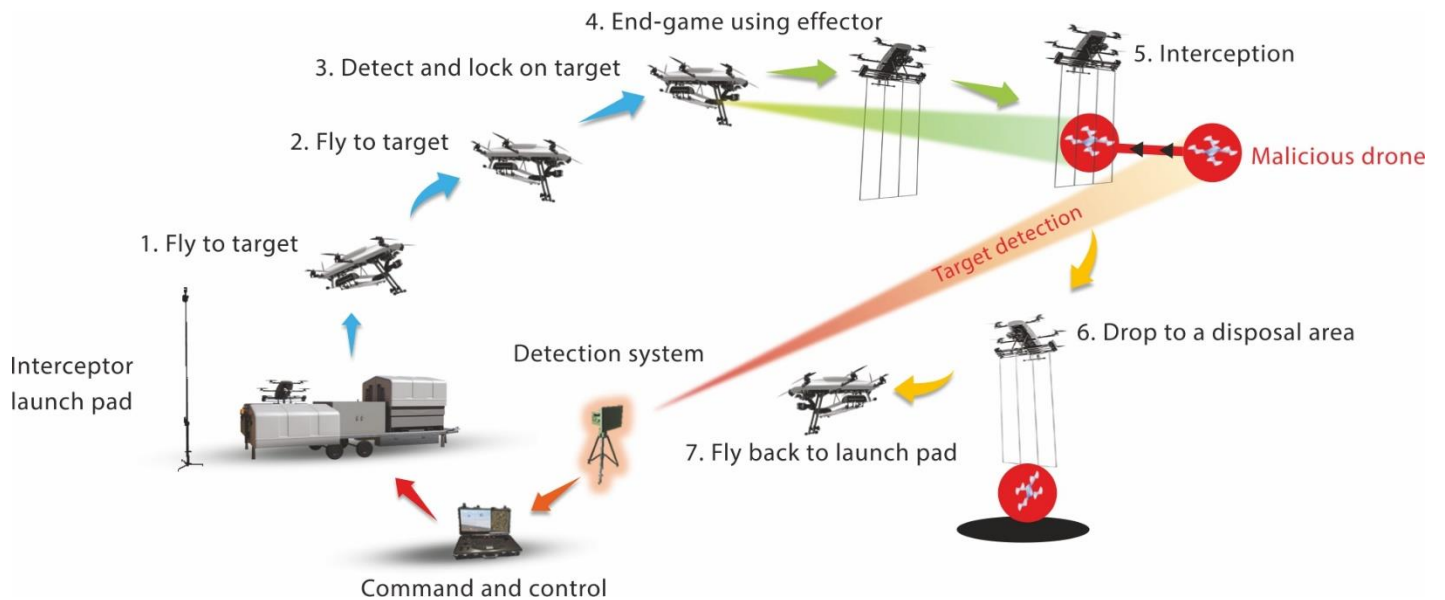 4. End-game using effector
5. Interception
3. Detect and lock on target
2. Fly to target
Malicious drone
1. Fly to target
Target detection
6. Drop to a disposal area
Detection system
Interceptor
launch pad
7. Fly back to launch pad
Command and control